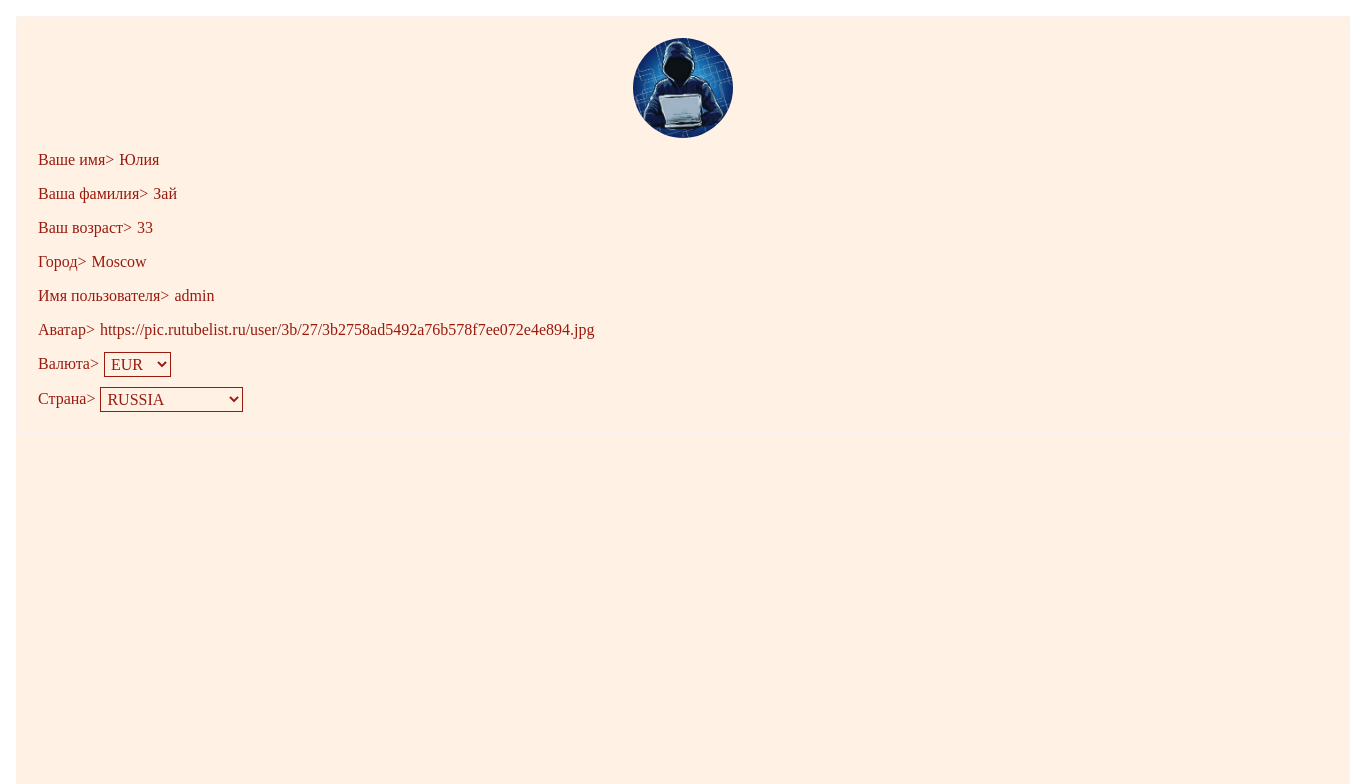 Ваше имя> Юлия
Ваша фамилия> Зай
Ваш возраст> 33
Город> Moscow
Имя пользователя> admin
Аватар> https://pic.rutubelist.ru/user/3b/27/3b2758ad5492a76b578f7ee072e4e894.jpg
Валюта> EUR
Страна> RUSSIA